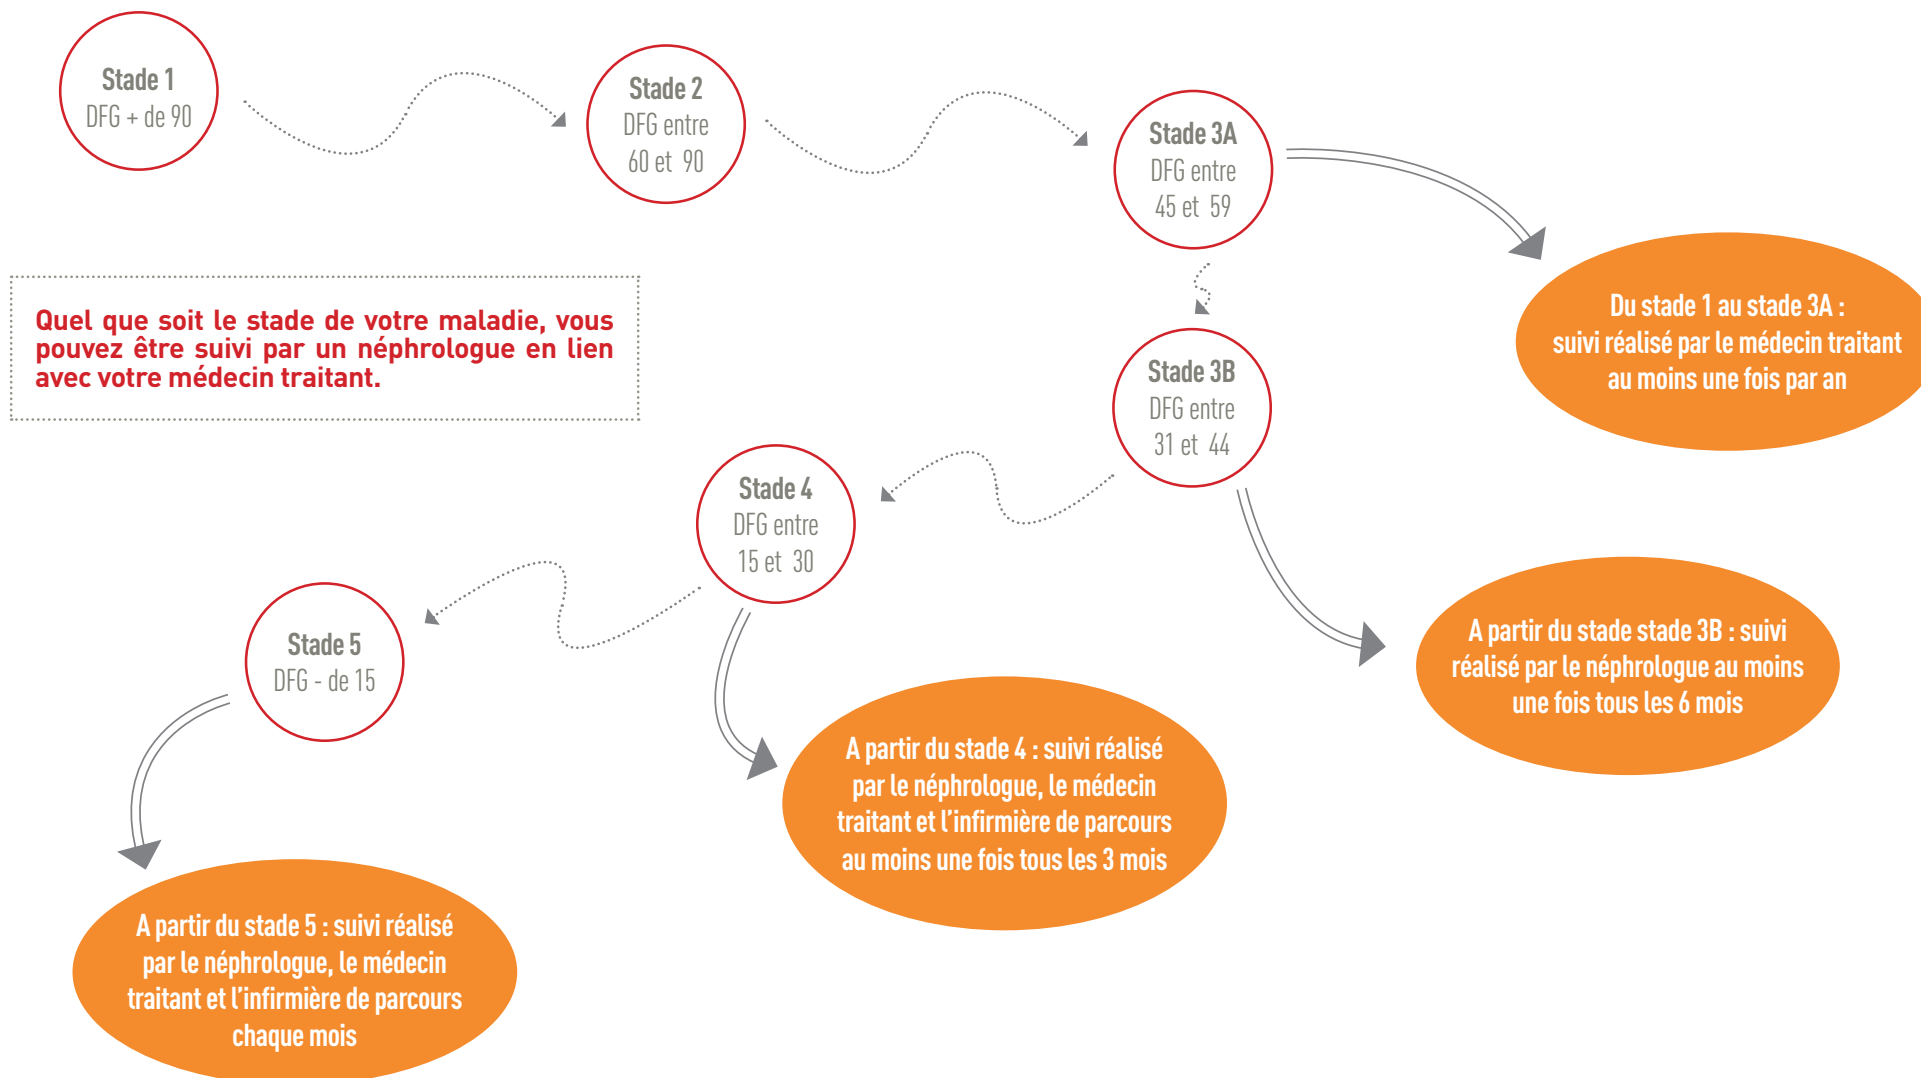 Stade 1
DFG + de 90
Stade 2
DFG entre
60 et 90
Stade 3A
DFG entre
45 et 59
Du stade 1 au stade 3A :
suivi réalisé par le médecin traitant
au moins une fois par an
Quel que soit le stade de votre maladie, vous
pouvez être suivi par un néphrologue en lien
avec votre médecin traitant.
Stade 3B
DFG entre
31 et 44
Stade 4
DFG entre
15 et 30
Stade 5
DFG - de 15
A partir du stade stade 3B : suivi
réalisé par le néphrologue au moins
une fois tous les 6 mois
A partir du stade 4 : suivi réalisé
par le néphrologue, le médecin
traitant et l'infirmière de parcours
au moins une fois tous les 3 mois
A partir du stade 5 : suivi réalisé
par le néphrologue, le médecin
traitant et l'infirmière de parcours
chaque mois